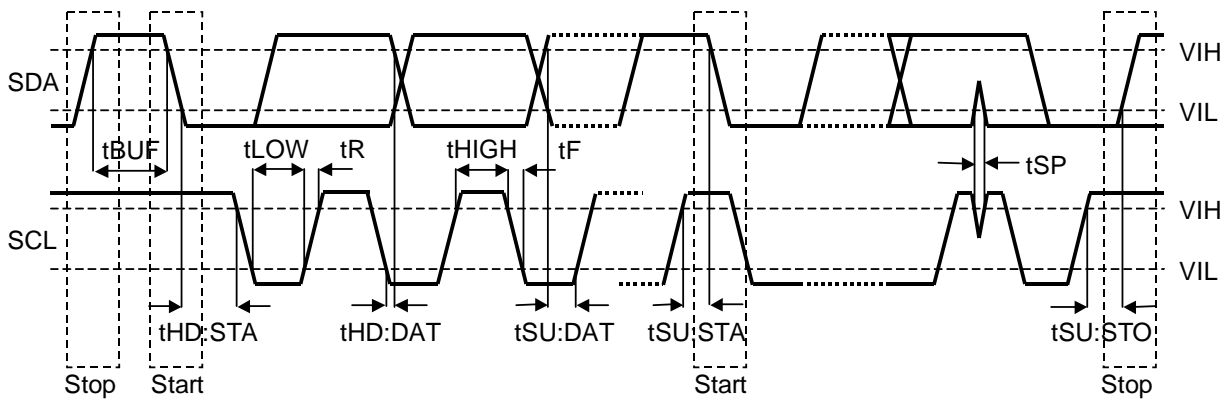 VIH
SDA
VIL
tBUF tLOW tR tHIGH tF
tSP
VIH
SCL
VIL
tHD:STA tHD:DAT tSU:DAT tSU:STA tSU:STO
Stop Start Start Stop